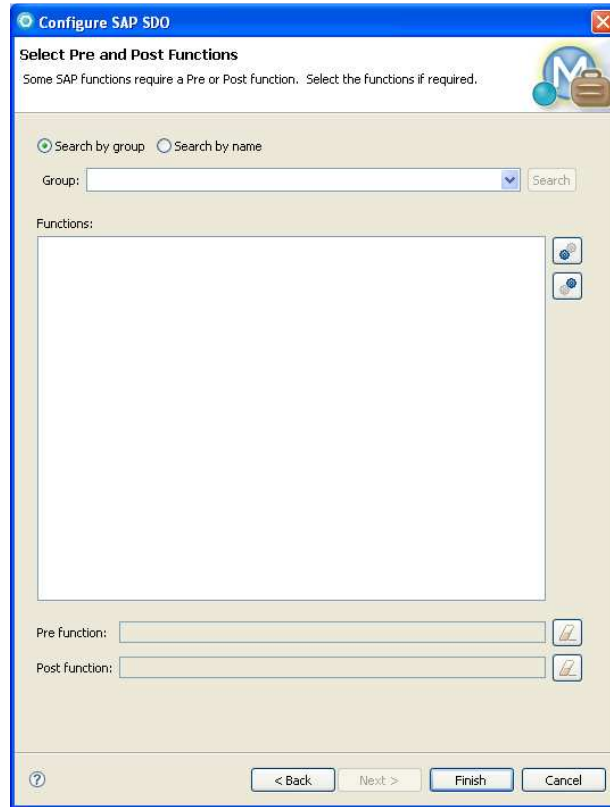 Configure SAP SDO
Select Pre and Post Functions
Some SAP functions require a Pre or Post function. Select the functions if required.
M
Search by group Search by name
Group: Search
Functions:
Pre function:
Post function:
? < Back Next > Finish Cancel